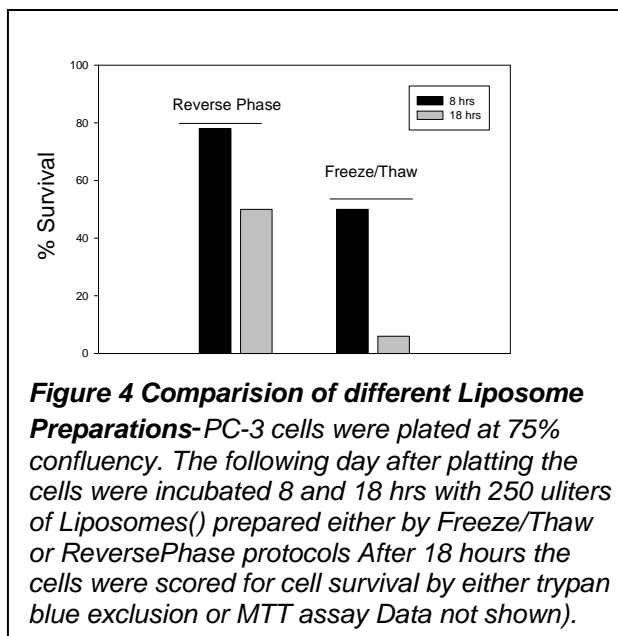 100
80
60
40
20
0
% Survival
Reverse Phase
Freeze/Thaw
8 hrs
18 hrs
Figure 4 Comparision of different Liposome
Preparations-PC-3 cells were plated at 75%
confluency. The following day after platting the
cells were incubated 8 and 18 hrs with 250 uliters
of Liposomes() prepared either by Freeze/Thaw
or ReversePhase protocols After 18 hours the
cells were scored for cell survival by either trypan
blue exclusion or MTT assay Data not shown).